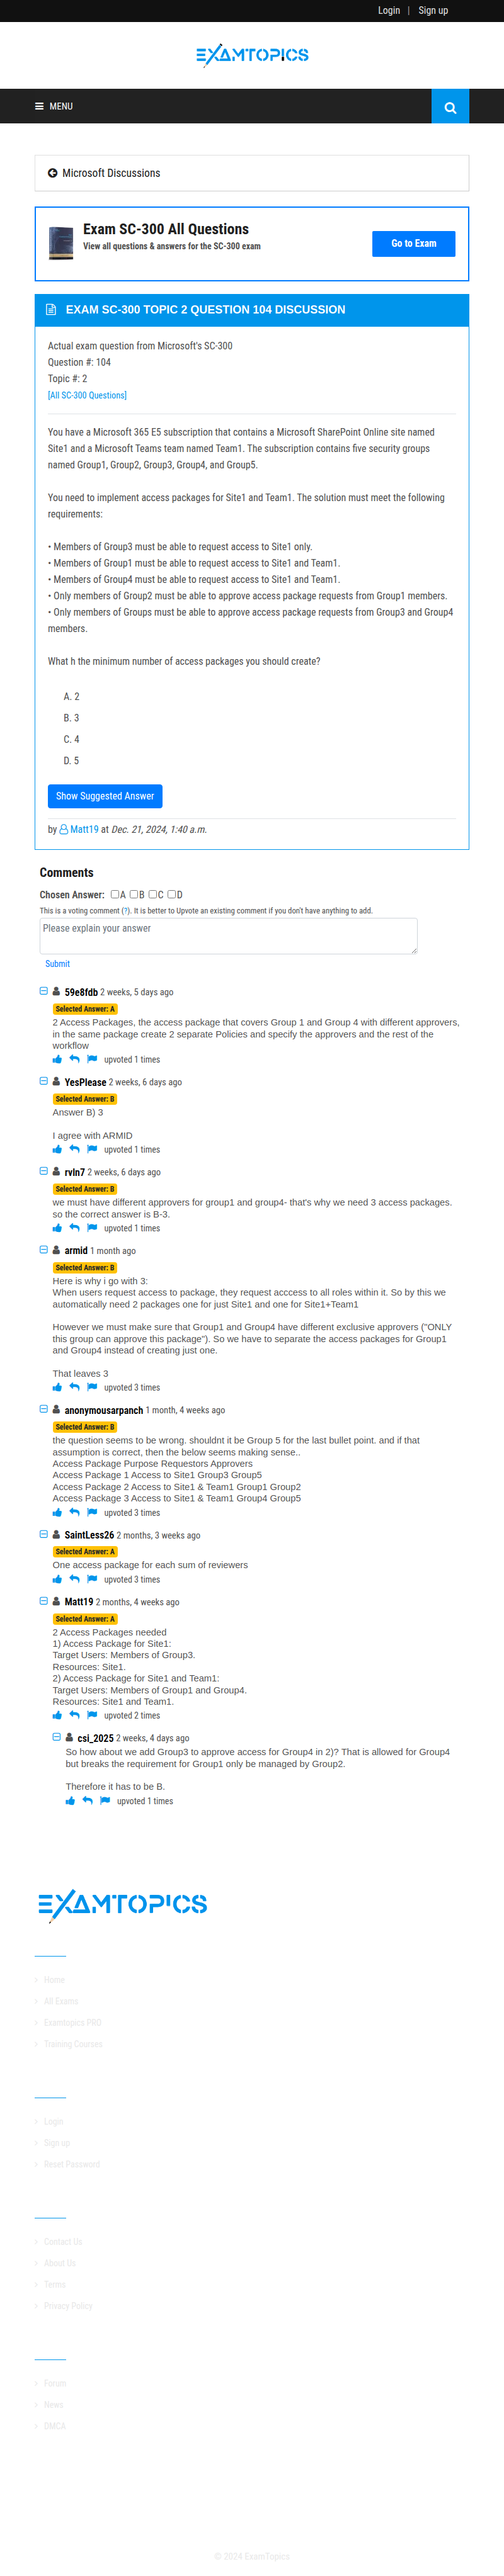 Login | Sign up
EXAMTOPICS
MENU
Microsoft Discussions
Exam SC-300 All Questions
View all questions & answers for the SC-300 exam
Go to Exam
EXAM SC-300 TOPIC 2 QUESTION 104 DISCUSSION
Actual exam question from Microsoft's SC-300
Question #: 104
Topic #: 2
[All SC-300 Questions]
You have a Microsoft 365 E5 subscription that contains a Microsoft SharePoint Online site named
Site1 and a Microsoft Teams team named Team1. The subscription contains five security groups
named Group1, Group2, Group3, Group4, and Group5.
You need to implement access packages for Site1 and Team1. The solution must meet the following
requirements:
• Members of Group3 must be able to request access to Site1 only.
• Members of Group1 must be able to request access to Site1 and Team1.
• Members of Group4 must be able to request access to Site1 and Team1.
• Only members of Group2 must be able to approve access package requests from Group1 members.
• Only members of Groups must be able to approve access package requests from Group3 and Group4
members.
What h the minimum number of access packages you should create?
A. 2
B. 3
C. 4
D. 5
Show Suggested Answer
by Matt19 at Dec. 21, 2024, 1:40 a.m.
Comments
Chosen Answer: A B C D
This is a voting comment (?). It is better to Upvote an existing comment if you don't have anything to add.
Please explain your answer
Submit
59e8fdb 2 weeks, 5 days ago
Selected Answer: A
2 Access Packages, the access package that covers Group 1 and Group 4 with different approvers,
in the same package create 2 separate Policies and specify the approvers and the rest of the
workflow
upvoted 1 times
YesPlease 2 weeks, 6 days ago
Selected Answer: B
Answer B) 3
I agree with ARMID
upvoted 1 times
rvln7 2 weeks, 6 days ago
Selected Answer: B
we must have different approvers for group1 and group4- that's why we need 3 access packages.
so the correct answer is B-3.
upvoted 1 times
armid 1 month ago
Selected Answer: B
Here is why i go with 3:
When users request access to package, they request acccess to all roles within it. So by this we
automatically need 2 packages one for just Site1 and one for Site1+Team1
However we must make sure that Group1 and Group4 have different exclusive approvers ("ONLY
this group can approve this package"). So we have to separate the access packages for Group1
and Group4 instead of creating just one.
That leaves 3
upvoted 3 times
anonymousarpanch 1 month, 4 weeks ago
Selected Answer: B
the question seems to be wrong. shouldnt it be Group 5 for the last bullet point. and if that
assumption is correct, then the below seems making sense..
Access Package Purpose Requestors Approvers
Access Package 1 Access to Site1 Group3 Group5
Access Package 2 Access to Site1 & Team1 Group1 Group2
Access Package 3 Access to Site1 & Team1 Group4 Group5
upvoted 3 times
SaintLess26 2 months, 3 weeks ago
Selected Answer: A
One access package for each sum of reviewers
upvoted 3 times
Matt19 2 months, 4 weeks ago
Selected Answer: A
2 Access Packages needed
1) Access Package for Site1:
Target Users: Members of Group3.
Resources: Site1.
2) Access Package for Site1 and Team1:
Target Users: Members of Group1 and Group4.
Resources: Site1 and Team1.
upvoted 2 times
csi_2025 2 weeks, 4 days ago
So how about we add Group3 to approve access for Group4 in 2)? That is allowed for Group4
but breaks the requirement for Group1 only be managed by Group2.
Therefore it has to be B.
upvoted 1 times
EXAMTOPICS
Home
All Exams
Examtopics PRO
Training Courses
Login
Sign up
Reset Password
Contact Us
About Us
Terms
Privacy Policy
Forum
News
DMCA
© 2024 ExamTopics